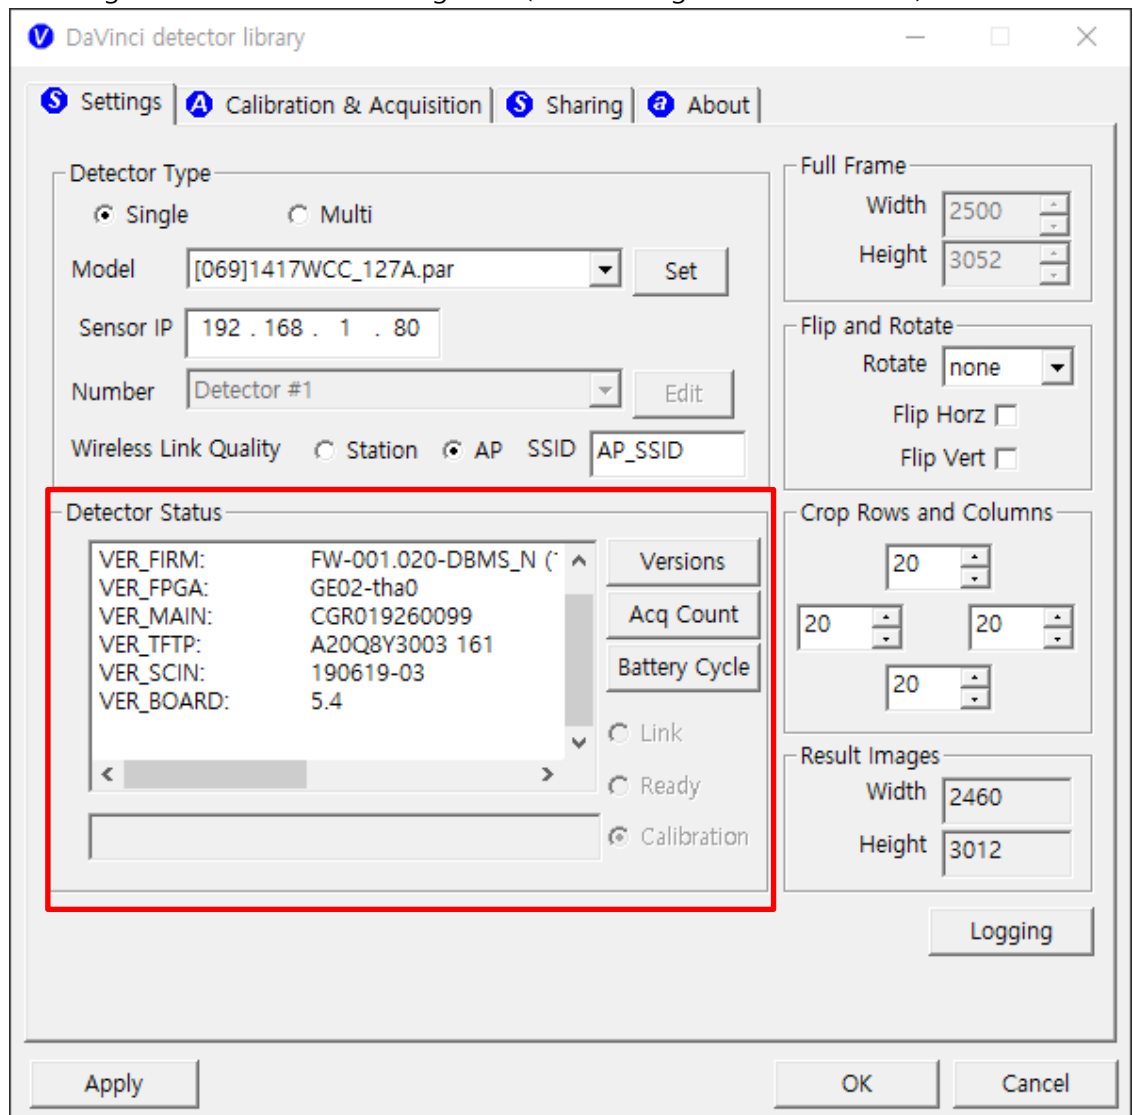 DaVinci detector library
Settings
Calibration & Acquisition
Sharing
About
Detector Type
Single
Multi
Model
[069]1417WCC_127A.par
Set
Sensor IP
192 . 168 . 1 . 80
Number
Detector #1
Edit
Wireless Link Quality
Station
AP
SSID
AP_SSID
Detector Status
VER_FIRM: FW-001.020-DBMS_N (
VER_FPGA: GE02-tha0
VER_MAIN: CGR019260099
VER_TFTP: A20Q8Y3003 161
VER_SCIN: 190619-03
VER_BOARD: 5.4
Versions
Acq Count
Battery Cycle
Link
Ready
Calibration
Full Frame
Width 2500
Height 3052
Flip and Rotate
Rotate none
Flip Horz
Flip Vert
Crop Rows and Columns
20
20 20
20
Result Images
Width 2460
Height 3012
Logging
Apply
OK
Cancel